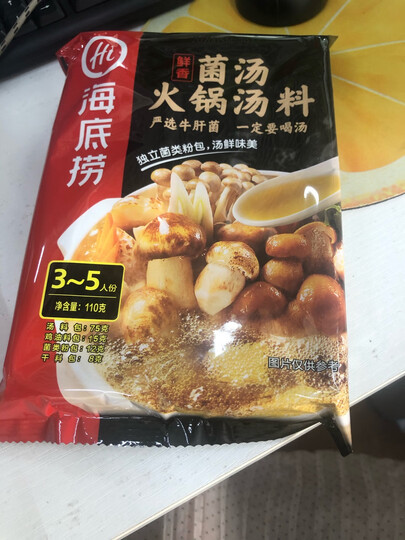 Hi
海底捞
鲜香
菌汤
火锅汤料
严选牛肝菌 一定要喝汤
独立菌类粉包,汤鲜味美
3~5人份
净含量:110克
汤料包:75克
鸡油料包:15克
菌类粉包:12克
干料包:8克
图片仅供参考